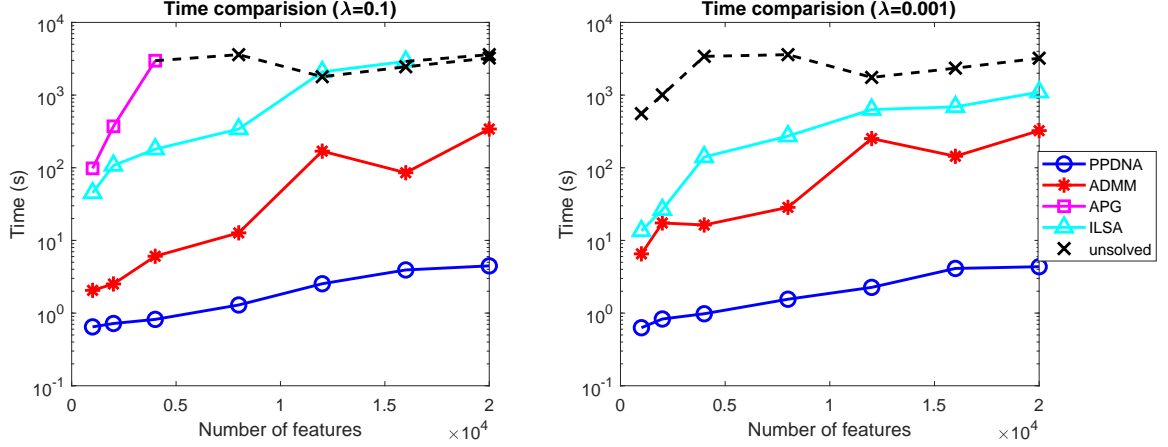 Time comparision (λ=0.1)
10^4
10^3
10^2
10^1
10^0
10^-1
Time (s)
0
0.5
1
1.5
2
Number of features
×10^4
Time comparision (λ=0.001)
10^4
10^3
10^2
10^1
10^0
10^-1
Time (s)
0
0.5
1
1.5
2
Number of features
×10^4
PPDNA
ADMM
APG
ILSA
unsolved